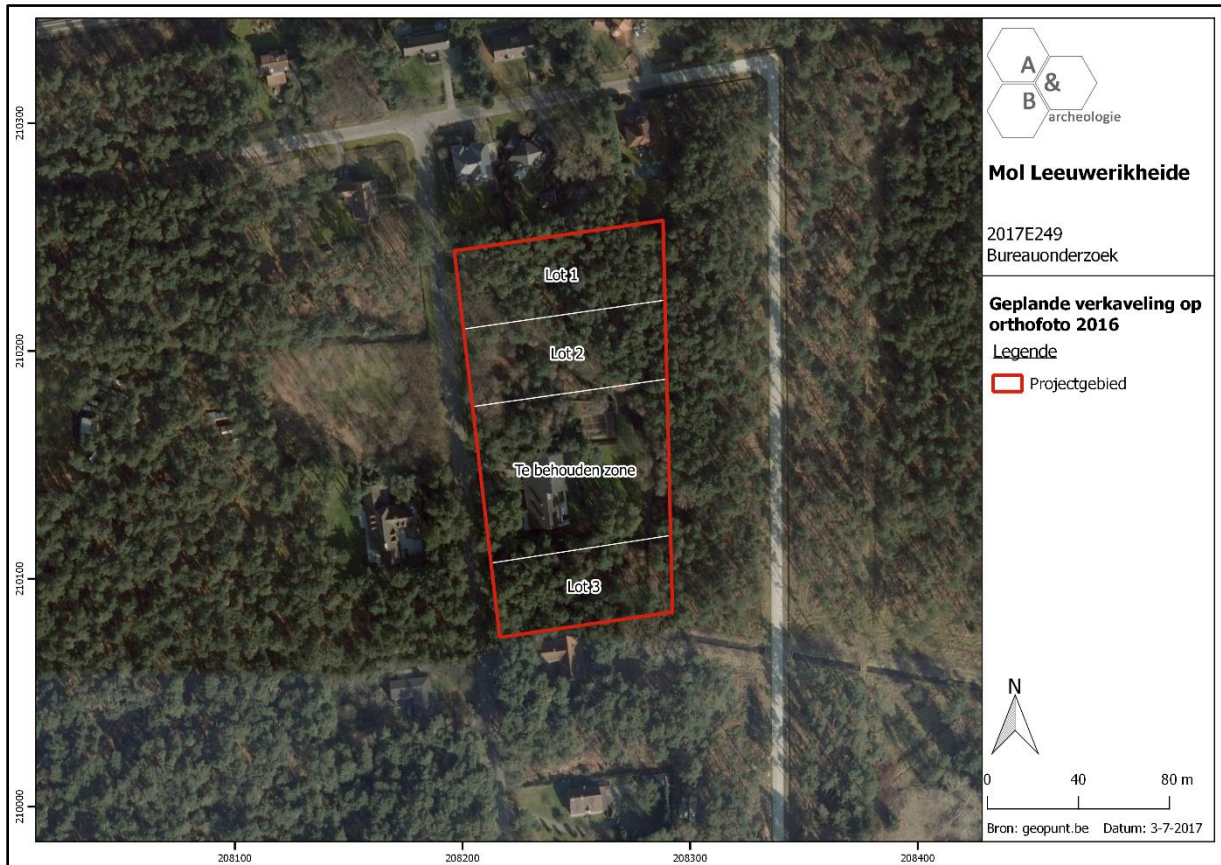 210300
210200
210100
210000
208100
208200
208300
208400
Lot 1
Lot 2
Te behouden zone
Lot 3
A
&
B
archeologie
Mol Leeuwerikheide
2017E249
Bureauonderzoek
Geplande verkaveling op
orthofoto 2016
Legende
Projectgebied
N
0 40 80 m
Bron: geopunt.be Datum: 3-7-2017